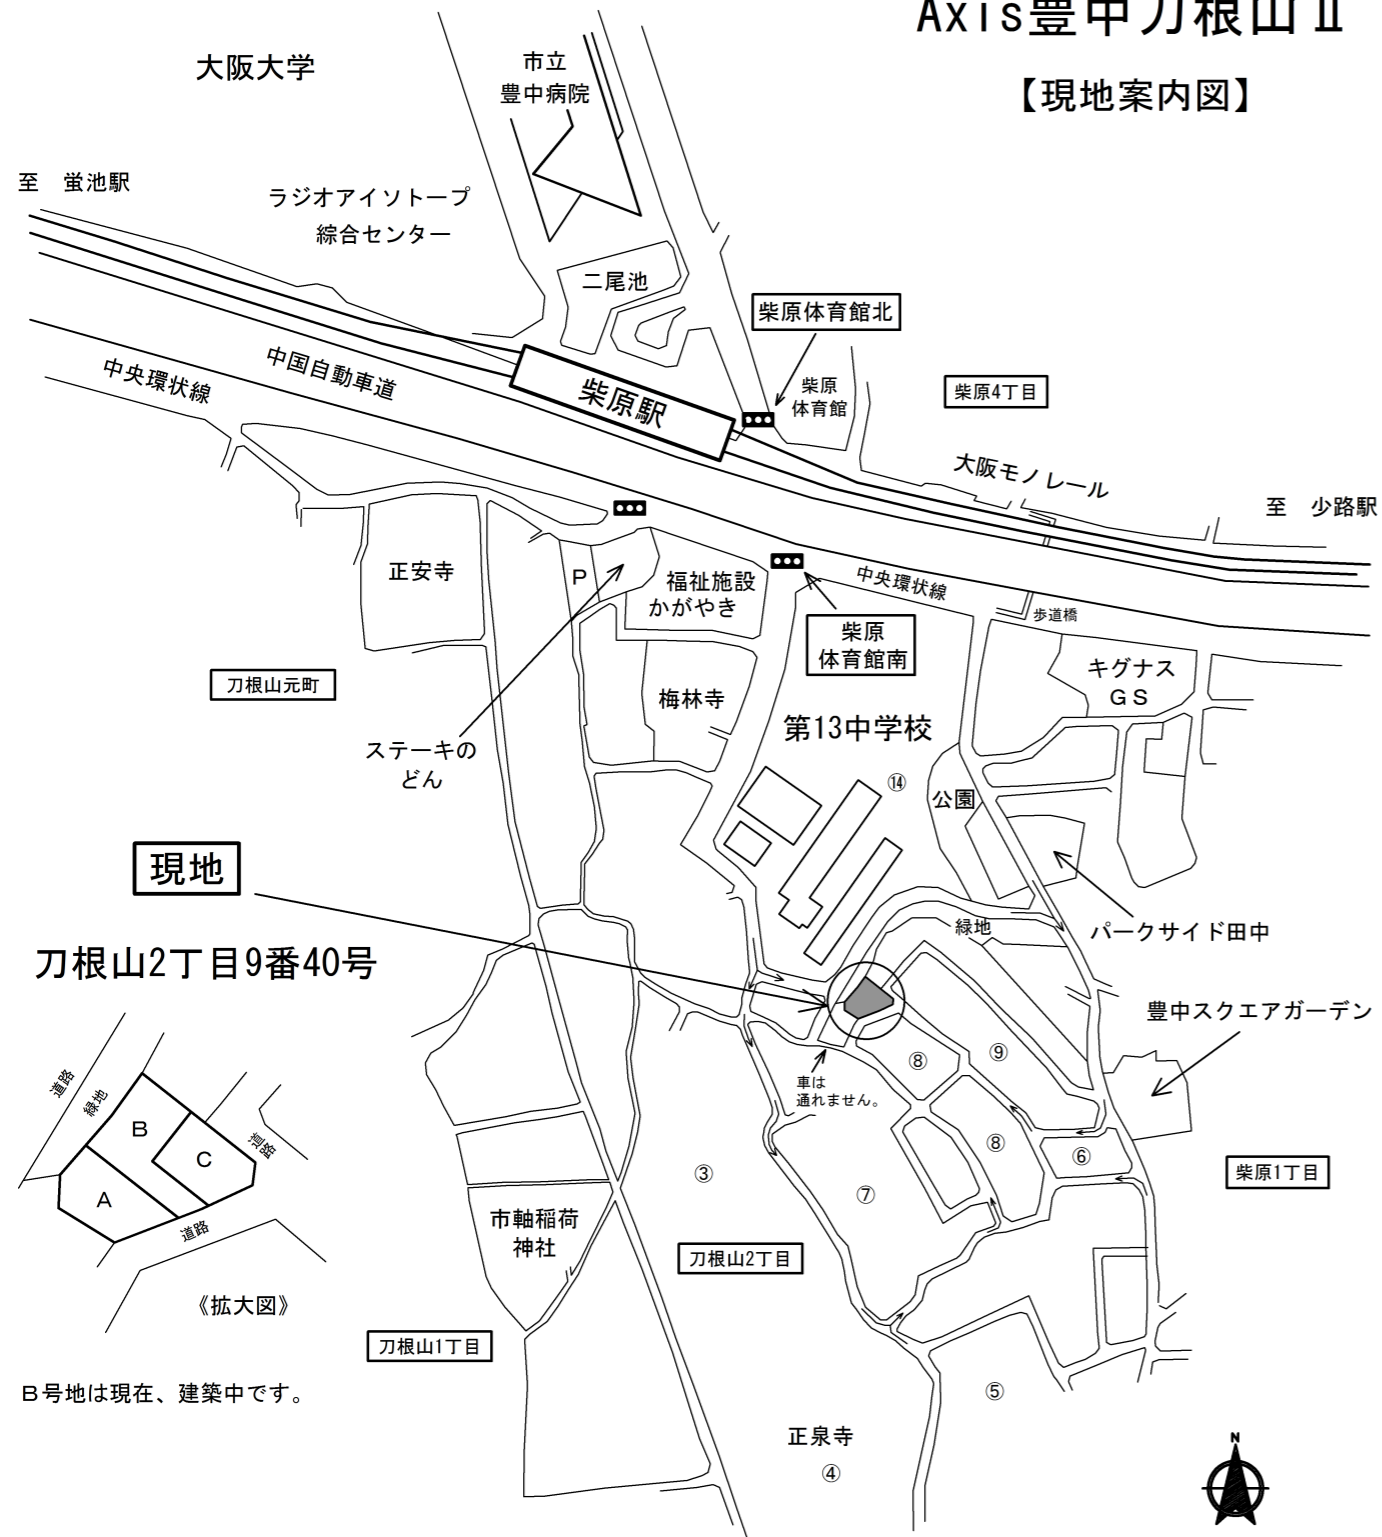 Axis豊中刀根山Ⅱ
【現地案内図】
大阪大学
市立
豊中病院
至　蛍池駅
ラジオアイソトープ
綜合センター
二尾池
柴原体育館北
中国自動車道
中央環状線
柴原駅
柴原
体育館
柴原4丁目
大阪モノレール
至　少路駅
正安寺
P
福祉施設
かがやき
中央環状線
歩道橋
柴原
体育館南
キグナス
GS
刀根山元町
梅林寺
第13中学校
ステーキの
どん
⑭
公園
現地
刀根山2丁目9番40号
緑地
パークサイド田中
豊中スクエアガーデン
道路
緑地
B
C
A
道路
道路
《拡大図》
B号地は現在、建築中です。
車は
通れません。
⑧
⑨
⑧
⑥
③
⑦
柴原1丁目
市軸稲荷
神社
刀根山2丁目
刀根山1丁目
⑤
正泉寺
④
N